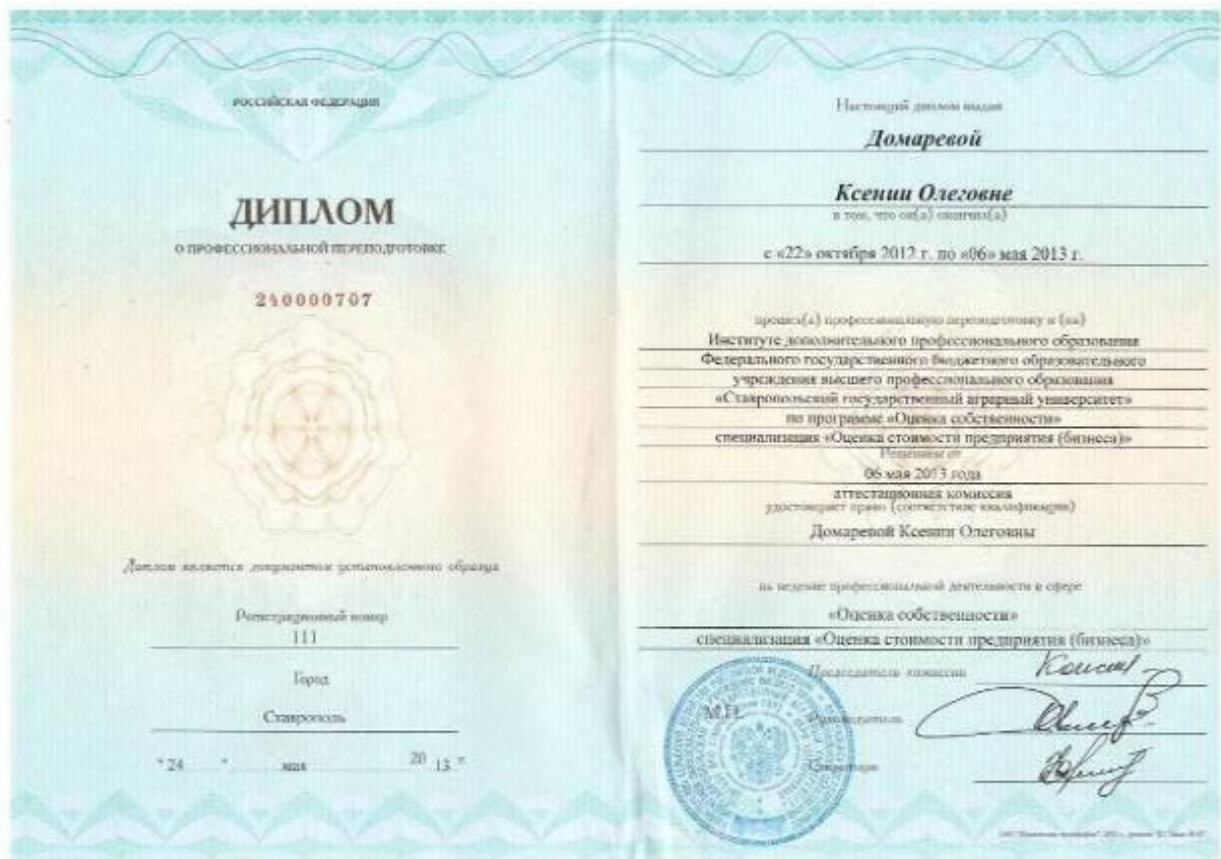 РОССИЙСКАЯ ФЕДЕРАЦИЯ
ДИПЛОМ
О ПРОФЕССИОНАЛЬНОЙ ПЕРЕПОДГОТОВКЕ
240000707
Диплом является документом установленного образца
Регистрационный номер
111
Город
Ставрополь
"24" мая 2013 г.
Настоящий диплом выдан
Домаревой
Ксении Олеговне
в том, что он(а) окончил(а)
с «22» октября 2012 г. по «06» мая 2013 г.
прошел(а) профессиональную переподготовку в (на)
Институте дополнительного профессионального образования
Федерального государственного бюджетного образовательного
учреждения высшего профессионального образования
«Ставропольский государственный аграрный университет»
по программе «Оценка собственности»
специализация «Оценка стоимости предприятия (бизнеса)»
Решением от
06 мая 2013 года
аттестационная комиссия
удостоверяет право (соответствие квалификации)
Домаревой Ксении Олеговны
на ведение профессиональной деятельности в сфере
«Оценка собственности»
специализация «Оценка стоимости предприятия (бизнеса)»
Председатель комиссии
М.П.
Руководитель
Секретарь